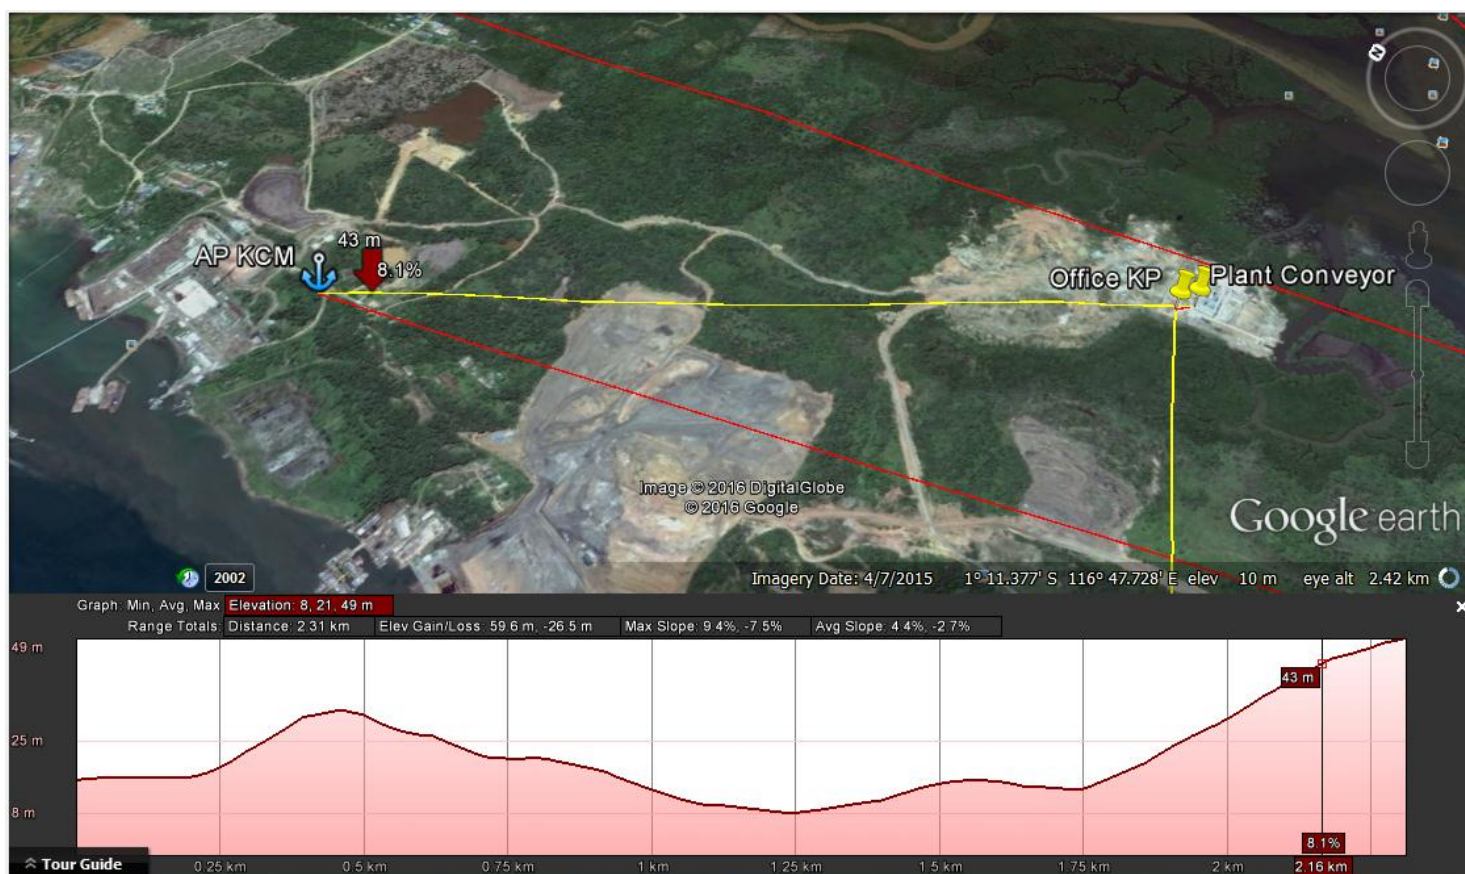 N
43 m
AP KCM
8.1%
Office KP
Plant Conveyor
Image © 2016 DigitalGlobe
© 2016 Google
Google earth
2002
Imagery Date: 4/7/2015 1° 11.377' S 116° 47.728' E elev 10 m eye alt 2.42 km
Graph: Min, Avg, Max Elevation: 8, 21, 49 m
Range Totals: Distance: 2.31 km Elev Gain/Loss: 59.6 m, -26.5 m Max Slope: 9.4%, -7.5% Avg Slope: 4.4%, -2.7%
49 m
43 m
25 m
8 m
8.1%
Tour Guide 0.25 km 0.5 km 0.75 km 1 km 1.25 km 1.5 km 1.75 km 2 km 2.16 km